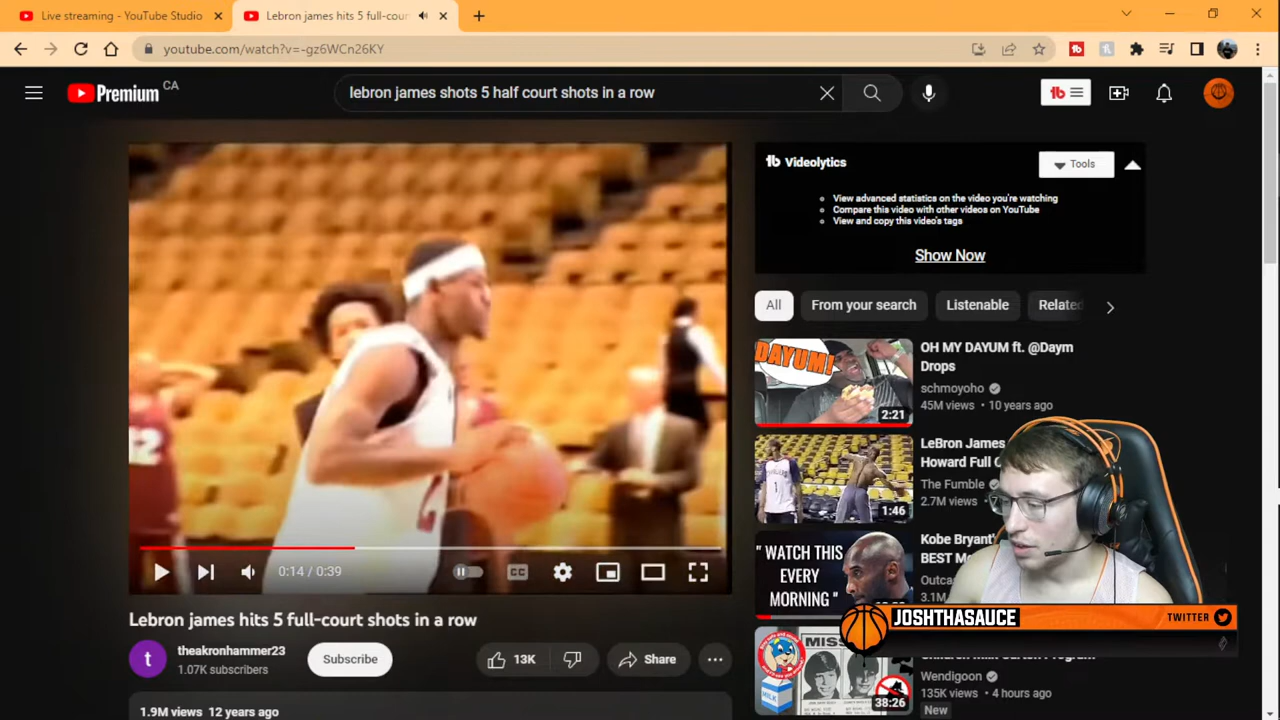 Live streaming - YouTube Studio
Lebron james hits 5 full-cour
youtube.com/watch?v=-gz6WCn26KY
Premium CA
lebron james shots 5 half court shots in a row
tb
Videolytics
Tools
View advanced statistics on the video you're watching
Compare this video with other videos on YouTube
View and copy this video's tags
Show Now
All
From your search
Listenable
Related
DAYUM!
2:21
OH MY DAYUM ft. @Daym
Drops
schmoyoho
45M views • 10 years ago
1:46
LeBron James
Howard Full C
The Fumble
2.7M views
"WATCH THIS
EVERY
MORNING"
Kobe Bryant'
BEST M
Outcas
3.1M
0:14 / 0:39
CC
Lebron james hits 5 full-court shots in a row
t
theakronhammer23
1.07K subscribers
Subscribe
13K
Share
1.9M views 12 years ago
JOSHTHASAUCE
TWITTER
MISS
MILK
38:26
Wendigoon
135K views • 4 hours ago
New